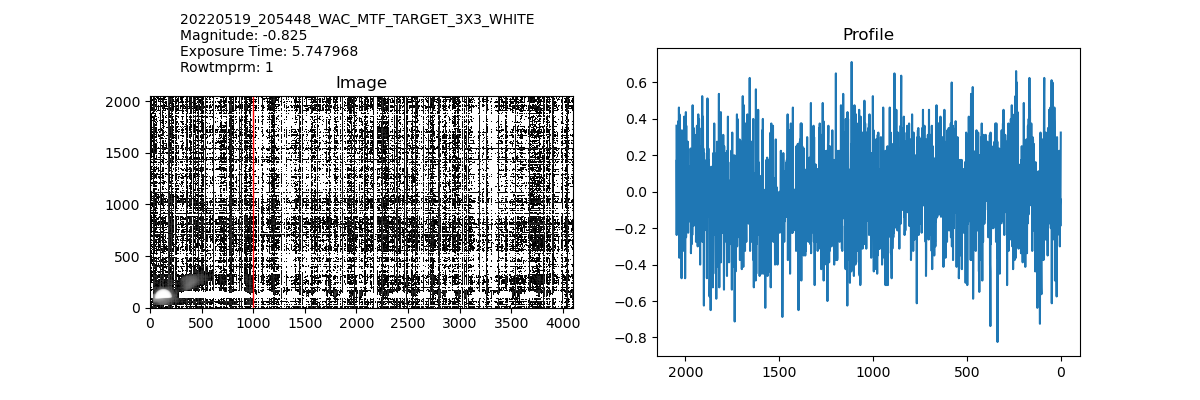 20220519_205448_WAC_MTF_TARGET_3X3_WHITE
Magnitude: -0.825
Exposure Time: 5.747968
Rowtmprm: 1
Image
2000
1500
1000
500
0
0 500 1000 1500 2000 2500 3000 3500 4000
Profile
0.6
0.4
0.2
0.0
−0.2
−0.4
−0.6
−0.8
2000 1500 1000 500 0